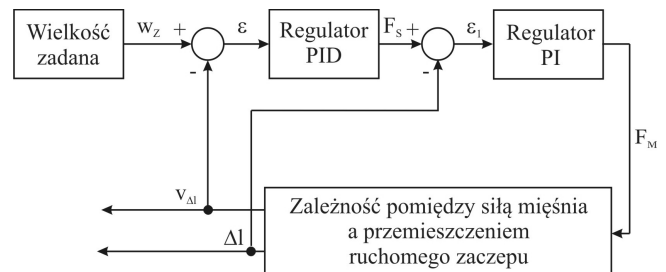 Wielkość
zadana
w_Z
+
-
ε
Regulator
PID
F_S
+
-
ε_1
Regulator
PI
F_M
v_Δl
Δl
Zależność pomiędzy siłą mięśnia
a przemieszczeniem
ruchomego zaczepu